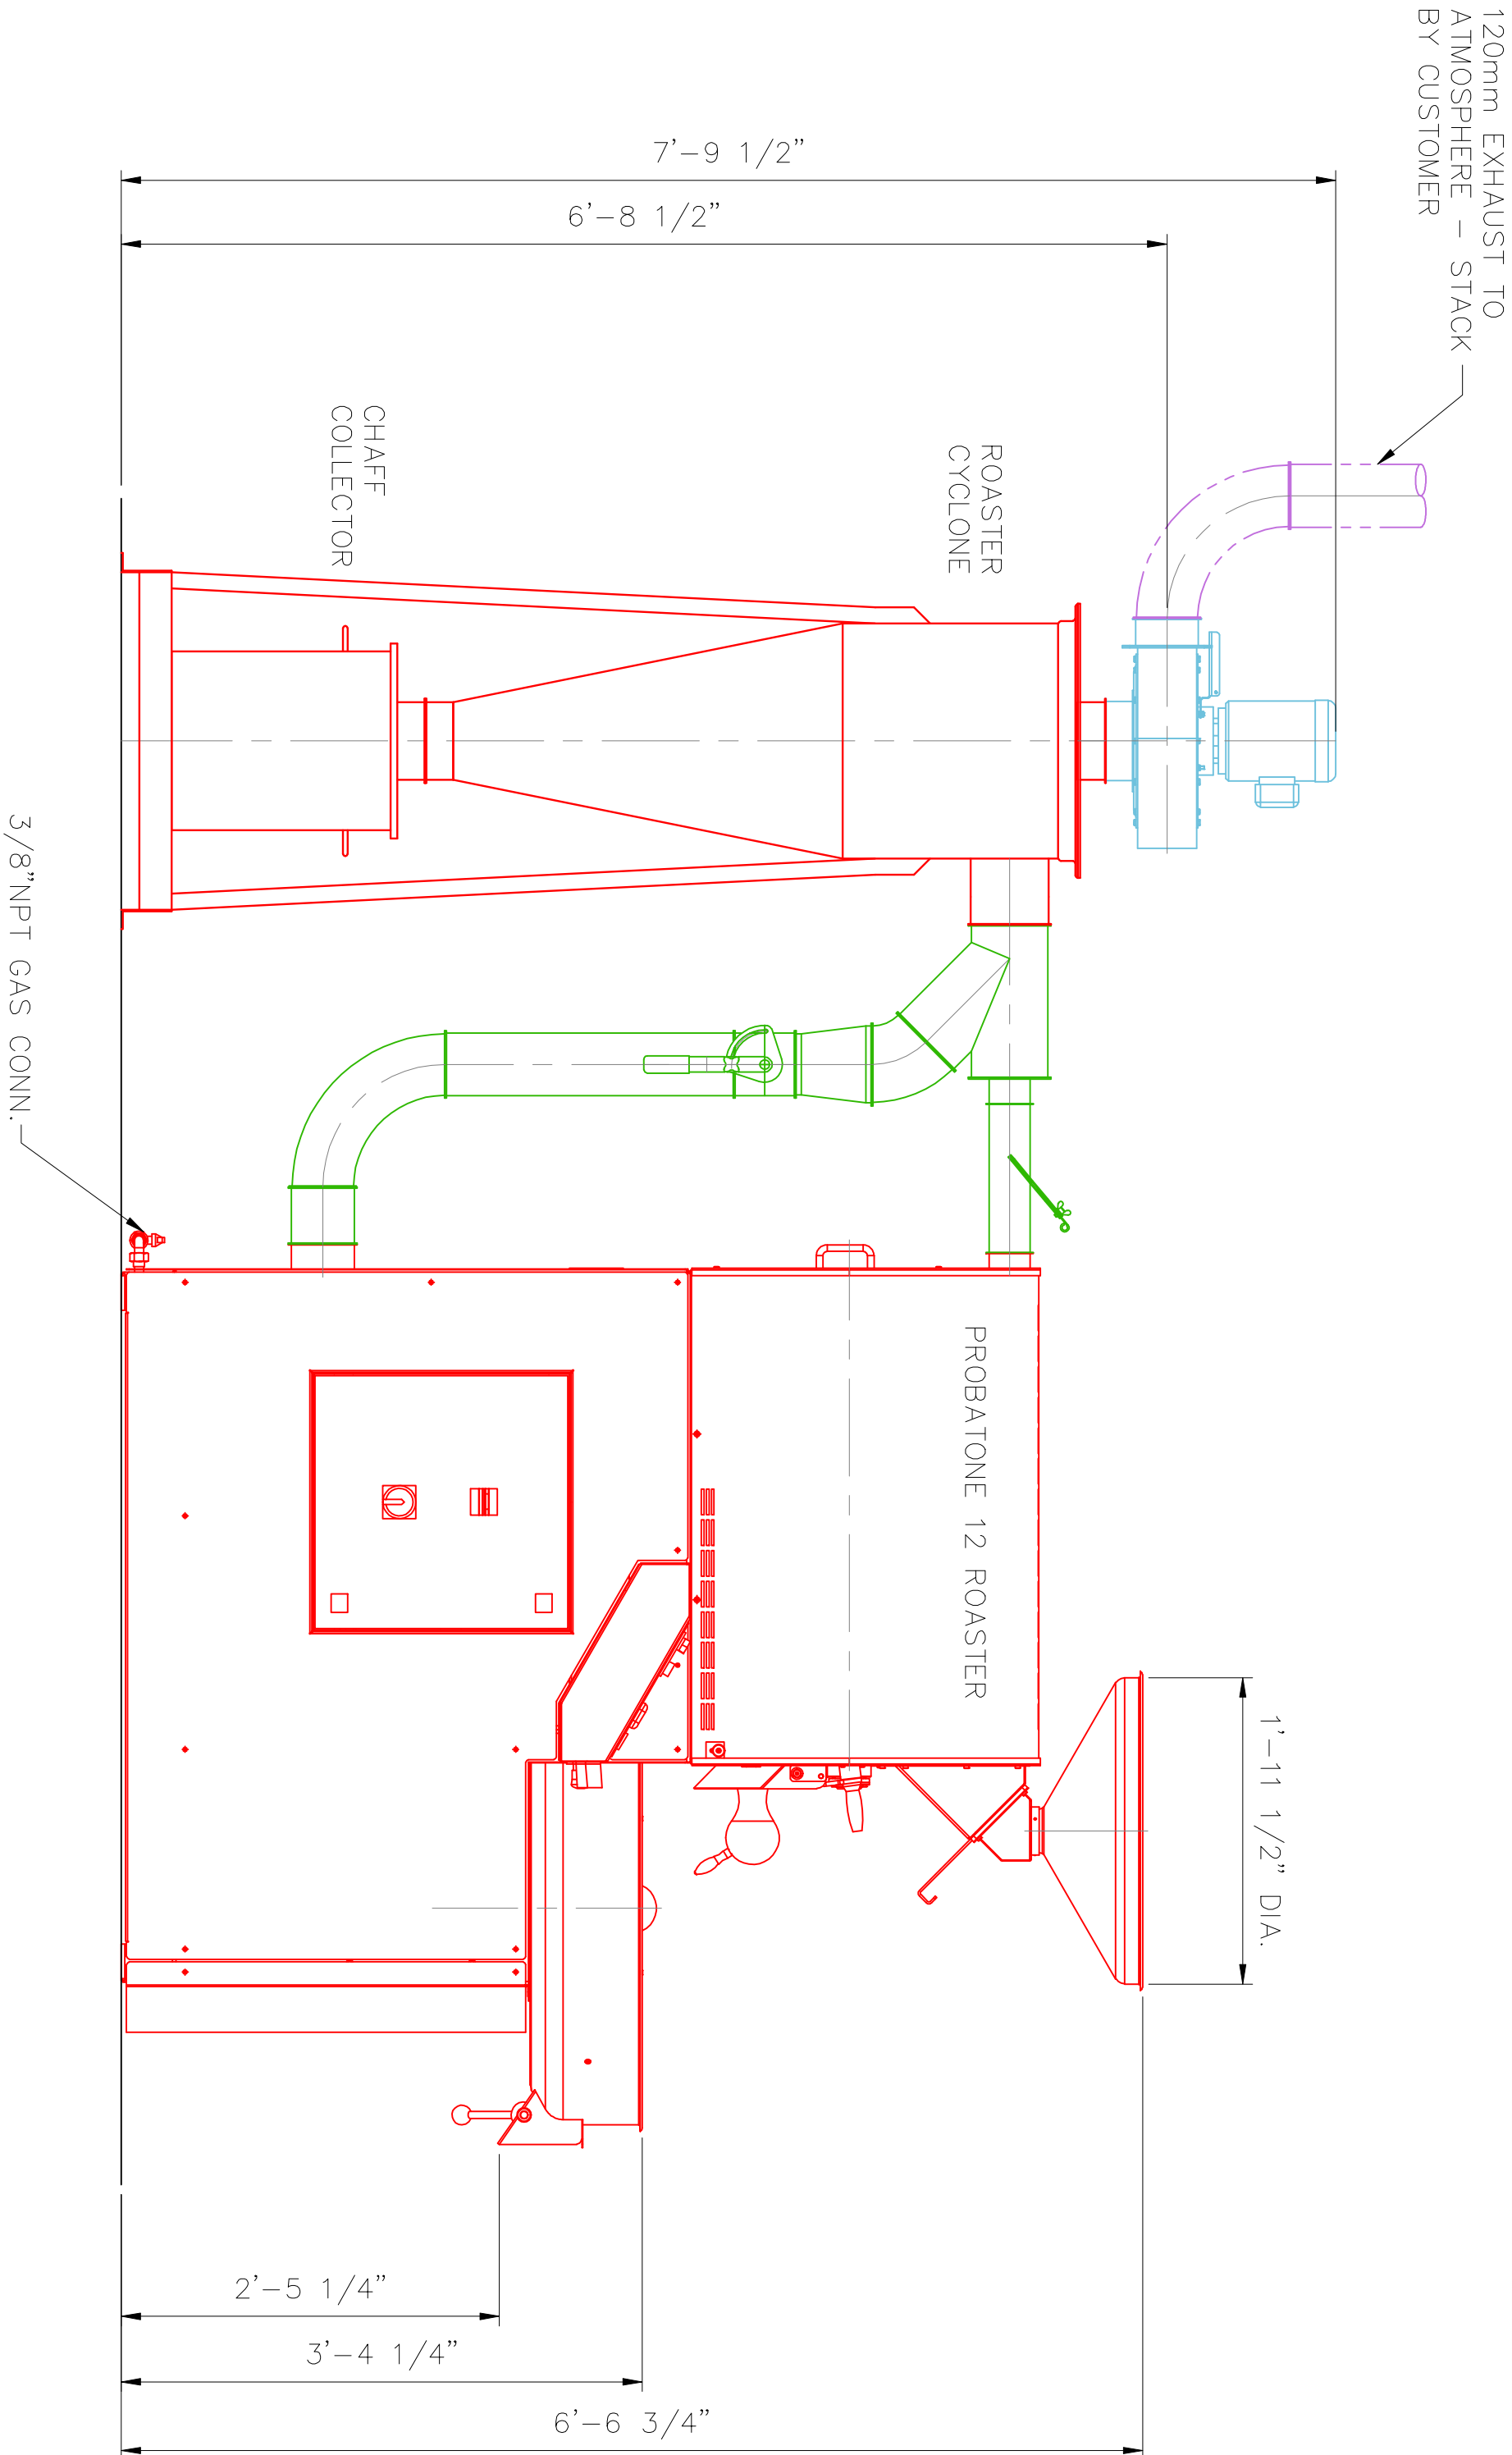 120mm EXHAUST TO
ATMOSPHERE – STACK
BY CUSTOMER
7'–9 1/2"
6'–8 1/2"
ROASTER
CYCLONE
CHAFF
COLLECTOR
3/8"NPT GAS CONN.
PROBATONE 12 ROASTER
1'–11 1/2" DIA.
2'–5 1/4"
3'–4 1/4"
6'–6 3/4"